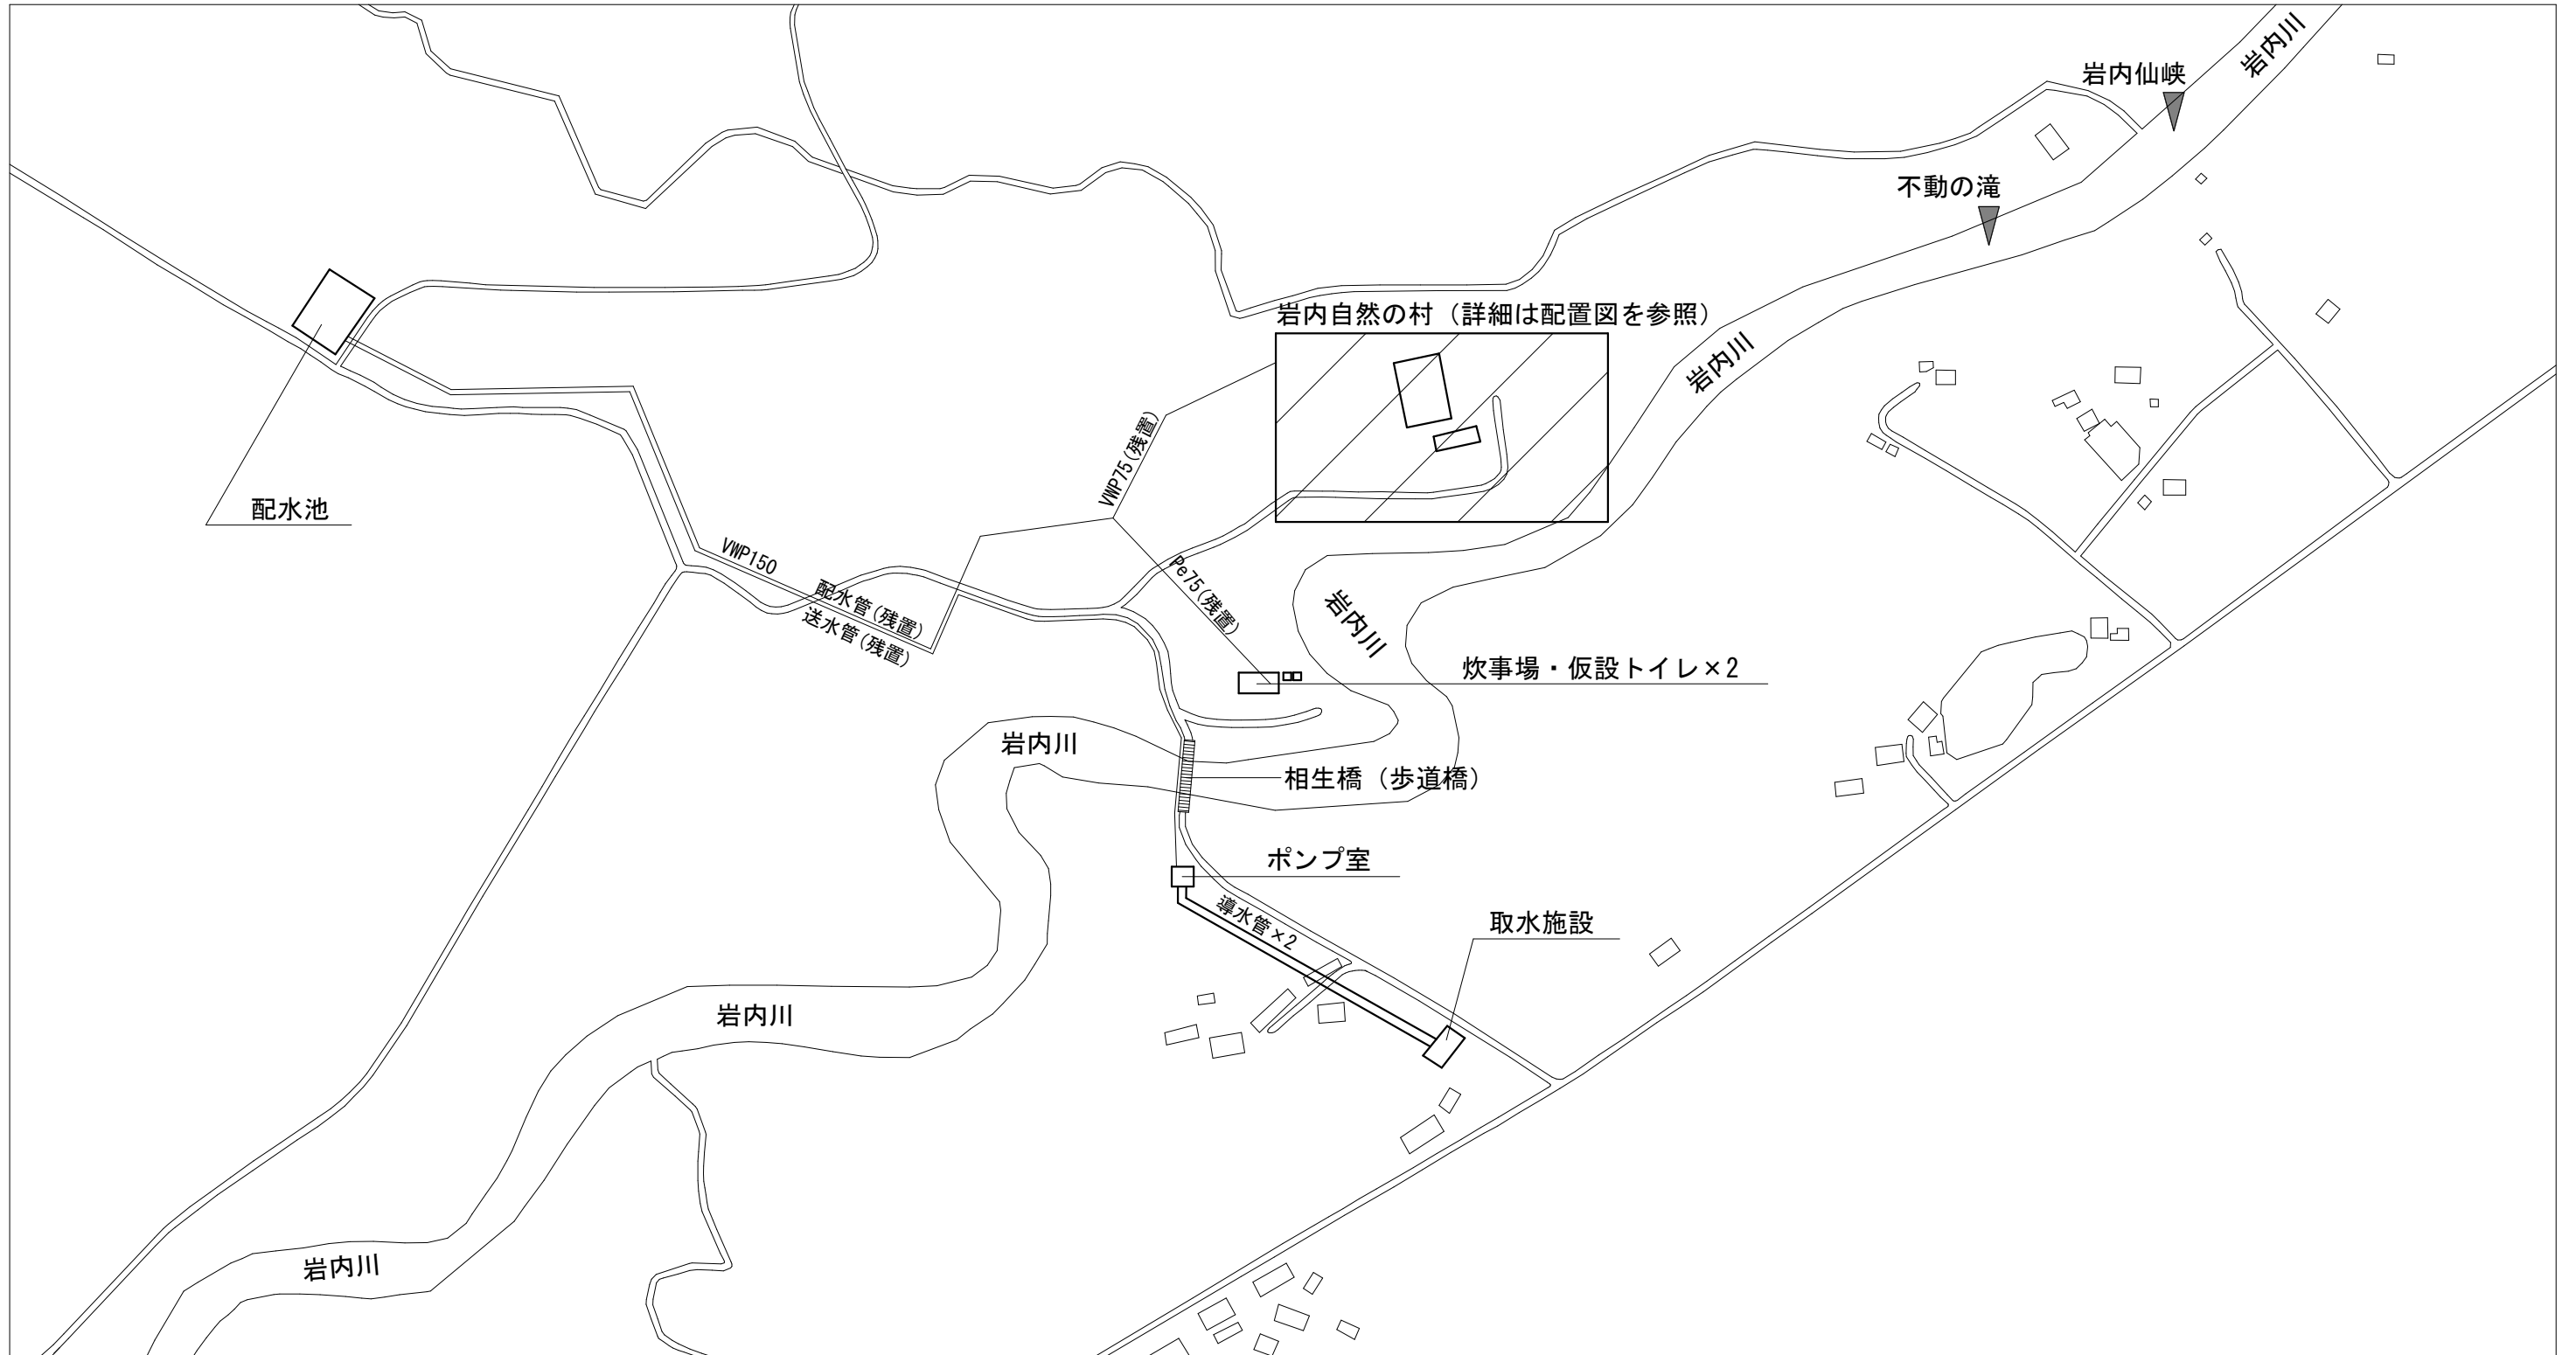 岩内川
岩内仙峡
不動の滝
岩内自然の村（詳細は配置図を参照）
岩内川
VWP75(残置)
配水池
VWP150
配水管(残置)
送水管(残置)
Pe75(残置)
岩内川
炊事場・仮設トイレ×2
岩内川
相生橋（歩道橋）
ポンプ室
導水管×2
取水施設
岩内川
岩内川